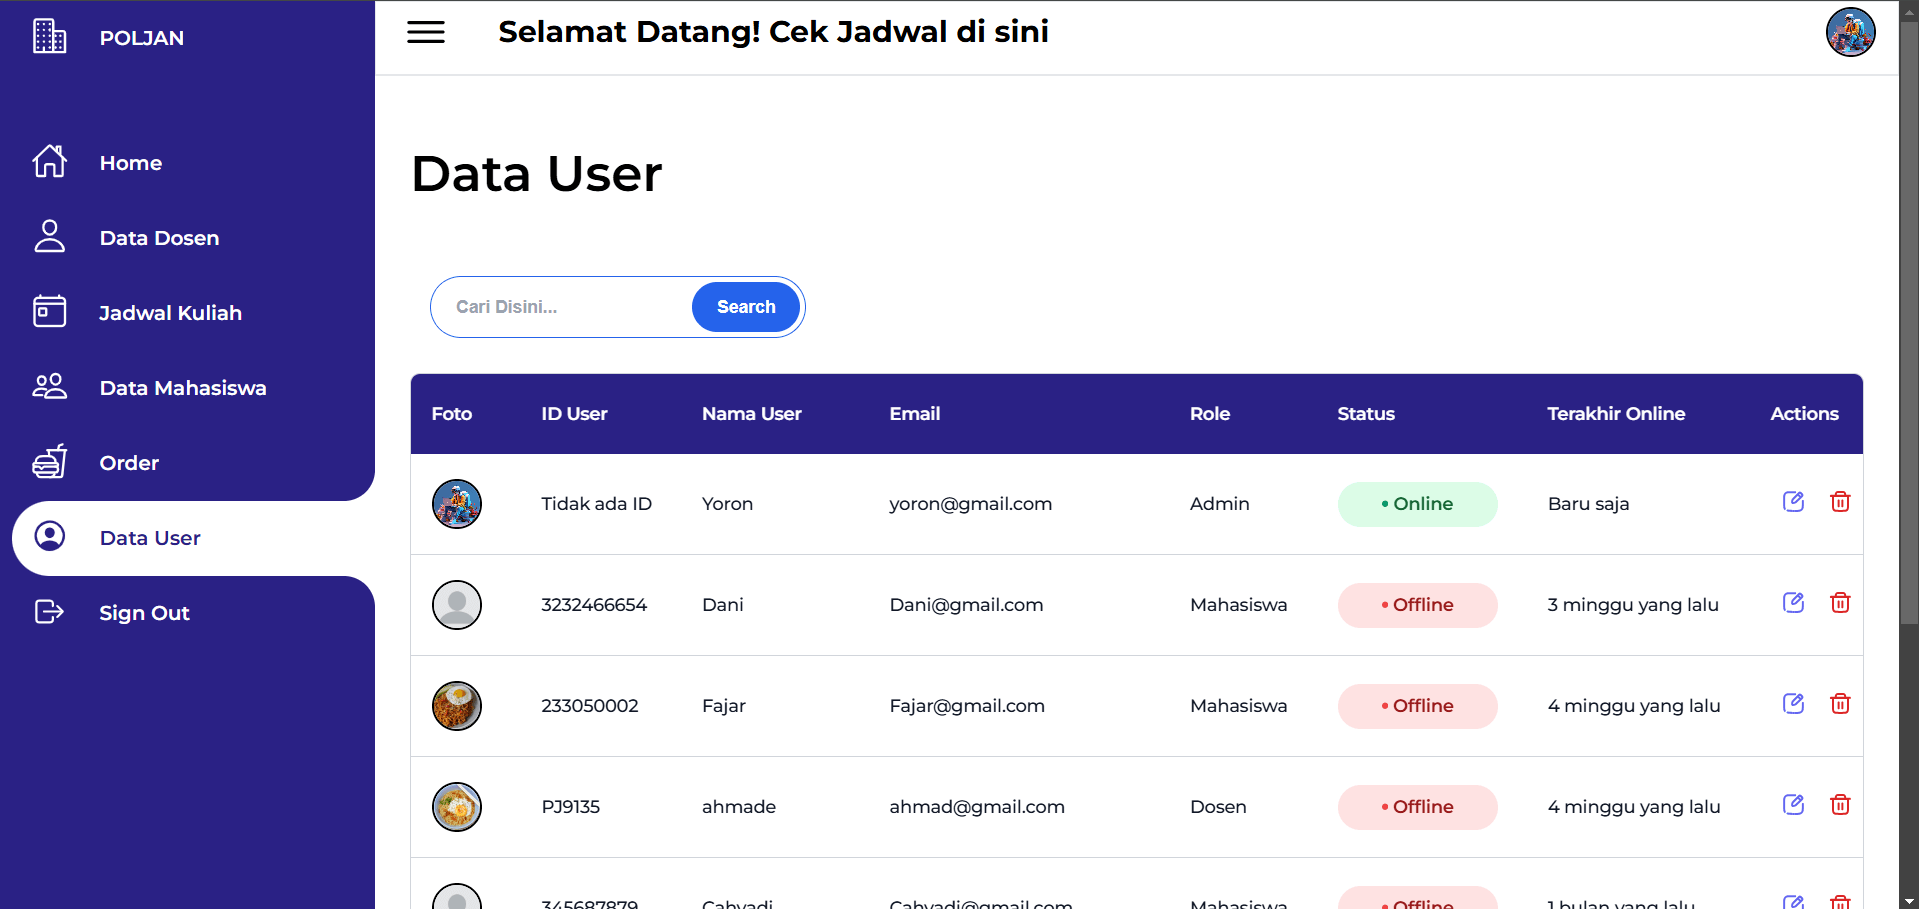 POLJAN
Selamat Datang! Cek Jadwal di sini
Home
Data Dosen
Jadwal Kuliah
Data Mahasiswa
Order
Data User
Sign Out
Data User
Cari Disini... Search
Foto ID User Nama User Email Role Status Terakhir Online Actions
Tidak ada ID Yoron yoron@gmail.com Admin • Online Baru saja
3232466654 Dani Dani@gmail.com Mahasiswa • Offline 3 minggu yang lalu
233050002 Fajar Fajar@gmail.com Mahasiswa • Offline 4 minggu yang lalu
PJ9135 ahmade ahmad@gmail.com Dosen • Offline 4 minggu yang lalu
345687879 Cahyadi Cahyadi@gmail.com Mahasiswa • Offline 1 bulan yang lalu